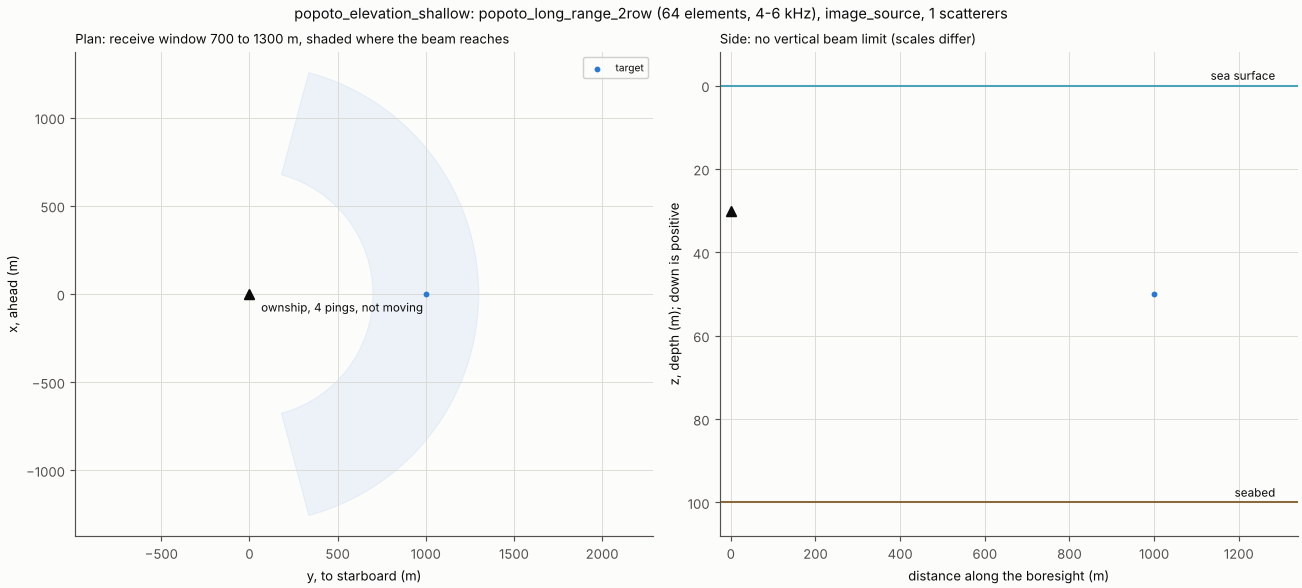 popoto_elevation_shallow: popoto_long_range_2row (64 elements, 4-6 kHz), image_source, 1 scatterers
Plan: receive window 700 to 1300 m, shaded where the beam reaches
target
1000
500
0
−500
−1000
x, ahead (m)
ownship, 4 pings, not moving
−500
0
500
1000
1500
2000
y, to starboard (m)
Side: no vertical beam limit (scales differ)
sea surface
0
20
40
60
80
100
z, depth (m); down is positive
seabed
0
200
400
600
800
1000
1200
distance along the boresight (m)